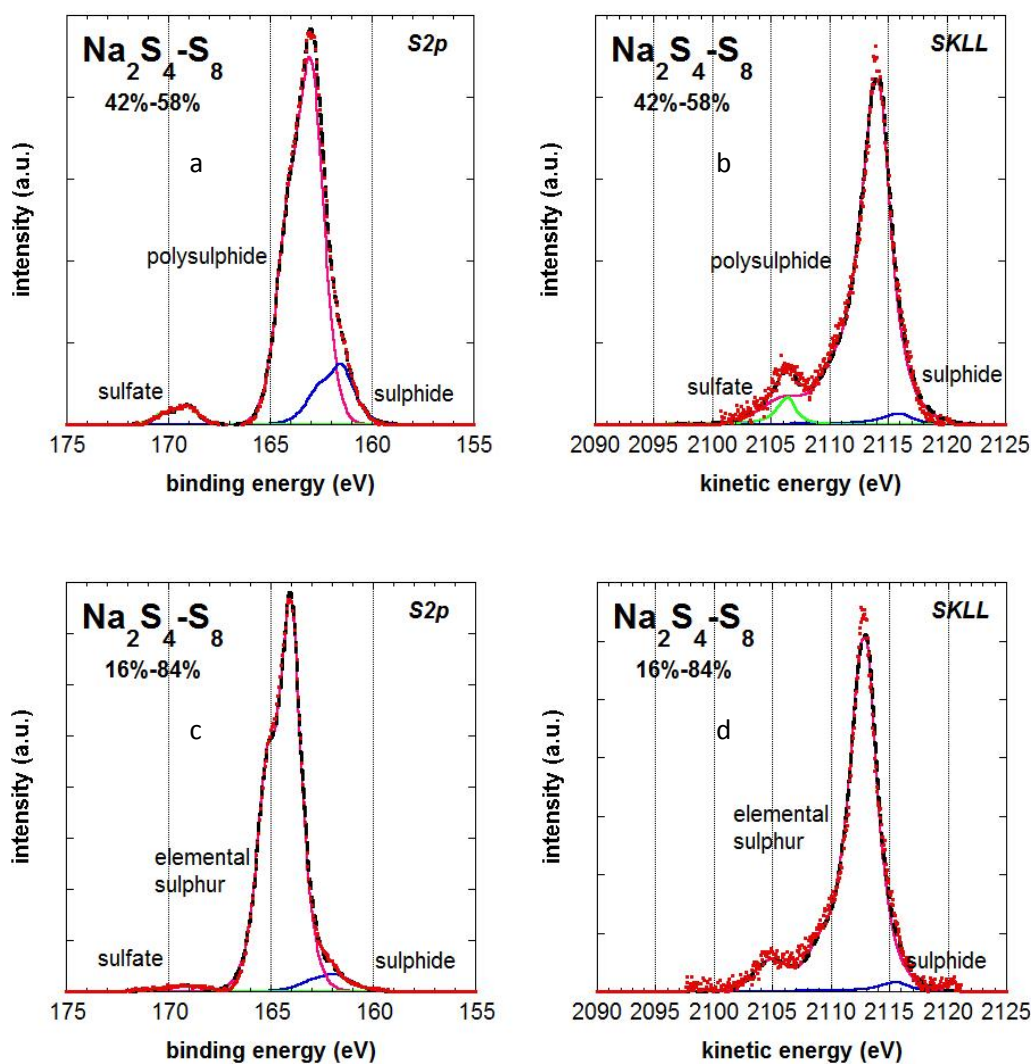 Na2S4-S8
S2p
42%-58%
a
polysulphide
sulfate
sulphide
175 170 165 160 155
binding energy (eV)
intensity (a.u.)
Na2S4-S8
SKLL
42%-58%
b
polysulphide
sulfate
sulphide
2090 2095 2100 2105 2110 2115 2120 2125
kinetic energy (eV)
intensity (a.u.)
Na2S4-S8
S2p
16%-84%
c
elemental
sulphur
sulfate
sulphide
175 170 165 160 155
binding energy (eV)
intensity (a.u.)
Na2S4-S8
SKLL
16%-84%
d
elemental
sulphur
sulphide
2090 2095 2100 2105 2110 2115 2120 2125
kinetic energy (eV)
intensity (a.u.)